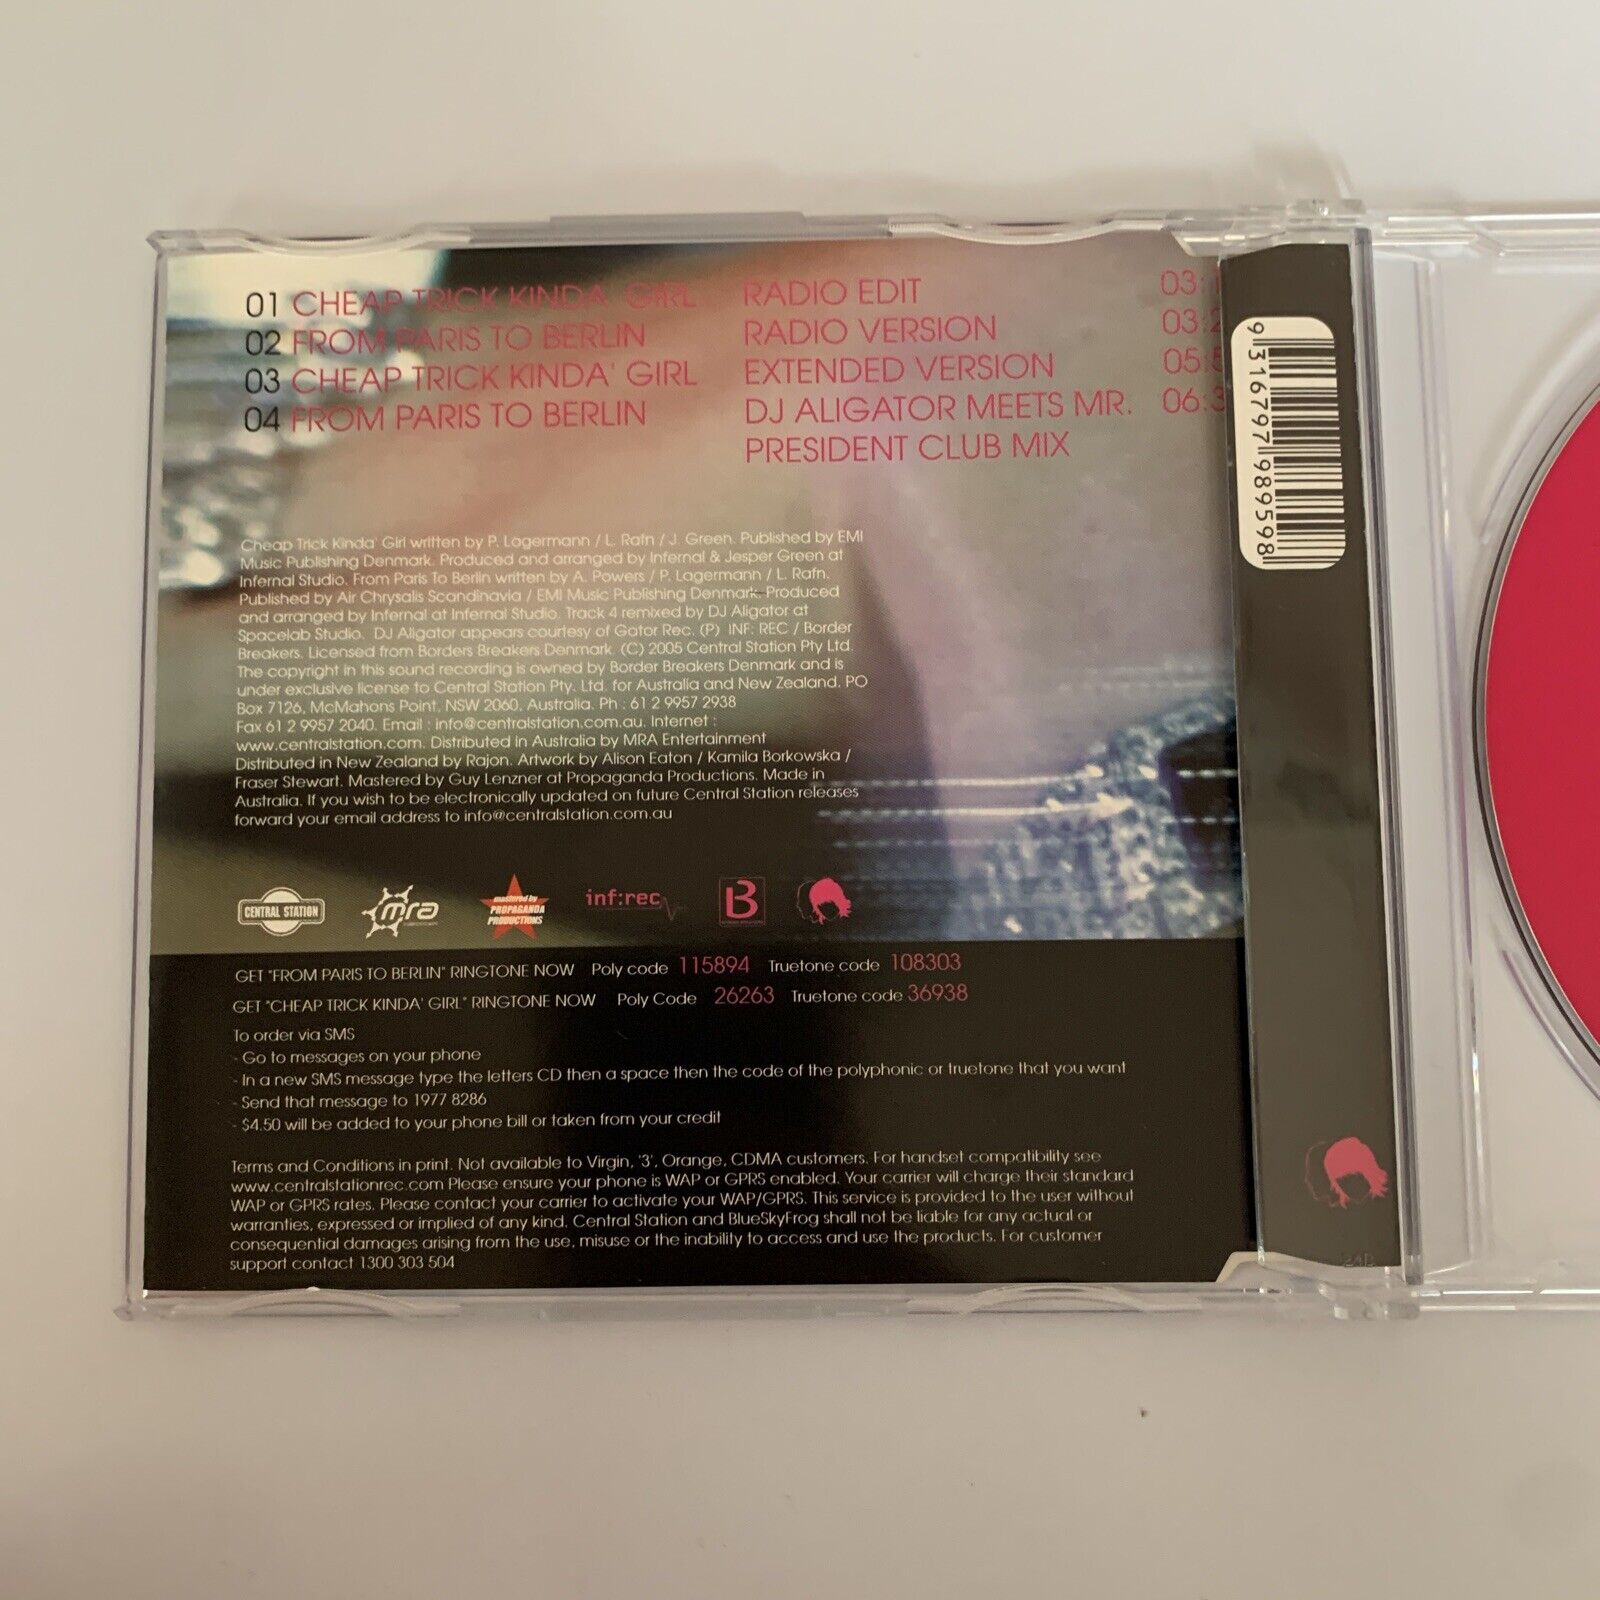 01 CHEAP TRICK KINDA' GIRL RADIO EDIT 03:1
02 FROM PARIS TO BERLIN RADIO VERSION 03:2
03 CHEAP TRICK KINDA' GIRL EXTENDED VERSION 05:5
04 FROM PARIS TO BERLIN DJ ALIGATOR MEETS MR. 06:3
PRESIDENT CLUB MIX
Cheap Trick Kinda' Girl written by P. Lagermann / L. Rafn / J. Green. Published by EMI
Music Publishing Denmark. Produced and arranged by Infernal & Jesper Green at
Infernal Studio. From Paris To Berlin written by A. Powers / P. Lagermann / L. Rafn.
Published by Air Chrysalis Scandinavia / EMI Music Publishing Denmark. Produced
and arranged by Infernal at Infernal Studio. Track 4 remixed by DJ Aligator at
Spacelab Studio. DJ Aligator appears courtesy of Gator Rec. (P) INF: REC / Border
Breakers. Licensed from Borders Breakers Denmark. (C) 2005 Central Station Pty Ltd.
The copyright in this sound recording is owned by Border Breakers Denmark and is
under exclusive license to Central Station Pty. Ltd. for Australia and New Zealand. PO
Box 7126, McMahons Point, NSW 2060, Australia. Ph : 61 2 9957 2938
Fax 61 2 9957 2040. Email : info@centralstation.com.au. Internet :
www.centralstation.com. Distributed in Australia by MRA Entertainment
Distributed in New Zealand by Rajon. Artwork by Alison Eaton / Kamila Borkowska /
Fraser Stewart. Mastered by Guy Lenzner at Propaganda Productions. Made in
Australia. If you wish to be electronically updated on future Central Station releases
forward your email address to info@centralstation.com.au
CENTRAL STATION
mra
mastered by
PROPAGANDA
PRODUCTIONS
inf:rec
B
GET "FROM PARIS TO BERLIN" RINGTONE NOW Poly code 115894 Truetone code 108303
GET "CHEAP TRICK KINDA' GIRL" RINGTONE NOW Poly Code 26263 Truetone code 36938
To order via SMS
- Go to messages on your phone
- In a new SMS message type the letters CD then a space then the code of the polyphonic or truetone that you want
- Send that message to 1977 8286
- $4.50 will be added to your phone bill or taken from your credit
Terms and Conditions in print. Not available to Virgin, '3', Orange, CDMA customers. For handset compatibility see
www.centralstationrec.com Please ensure your phone is WAP or GPRS enabled. Your carrier will charge their standard
WAP or GPRS rates. Please contact your carrier to activate your WAP/GPRS. This service is provided to the user without
warranties, expressed or implied of any kind. Central Station and BlueSkyFrog shall not be liable for any actual or
consequential damages arising from the use, misuse or the inability to access and use the products. For customer
support contact 1300 303 504
9 316797 989598